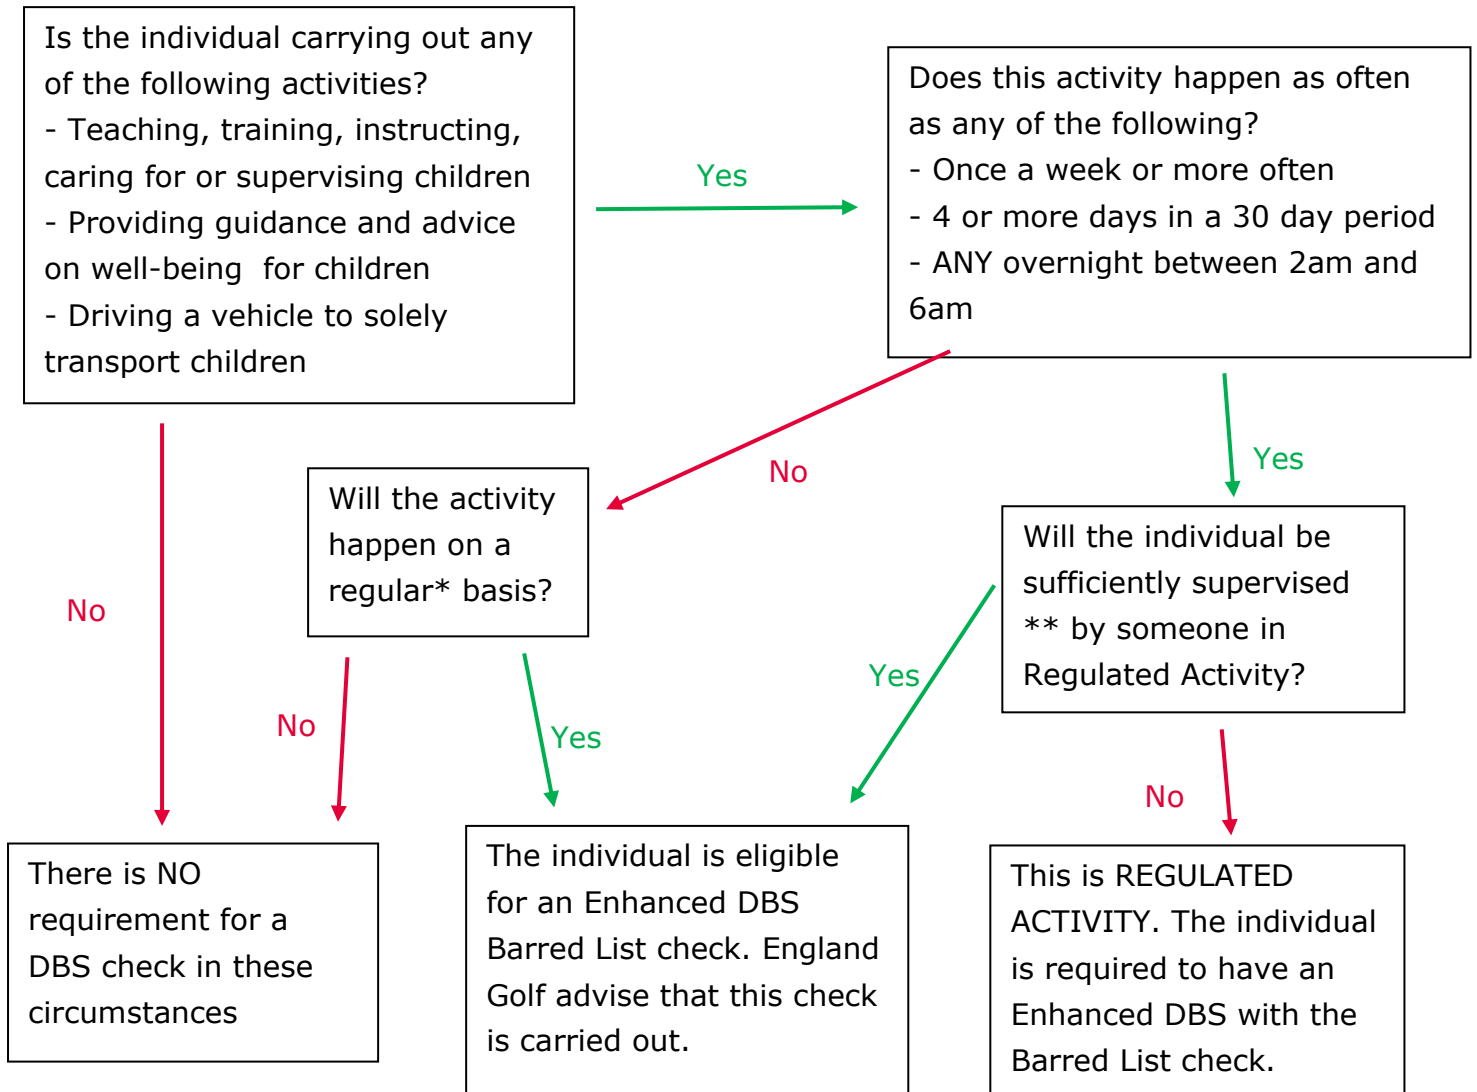 Is the individual carrying out any
of the following activities?
- Teaching, training, instructing,
caring for or supervising children
- Providing guidance and advice
on well-being  for children
- Driving a vehicle to solely
transport children
Yes
Does this activity happen as often
as any of the following?
- Once a week or more often
- 4 or more days in a 30 day period
- ANY overnight between 2am and
6am
No
No
Yes
Will the activity
happen on a
regular* basis?
Will the individual be
sufficiently supervised
** by someone in
Regulated Activity?
No
Yes
Yes
No
There is NO
requirement for a
DBS check in these
circumstances
The individual is eligible
for an Enhanced DBS
Barred List check. England
Golf advise that this check
is carried out.
This is REGULATED
ACTIVITY. The individual
is required to have an
Enhanced DBS with the
Barred List check.